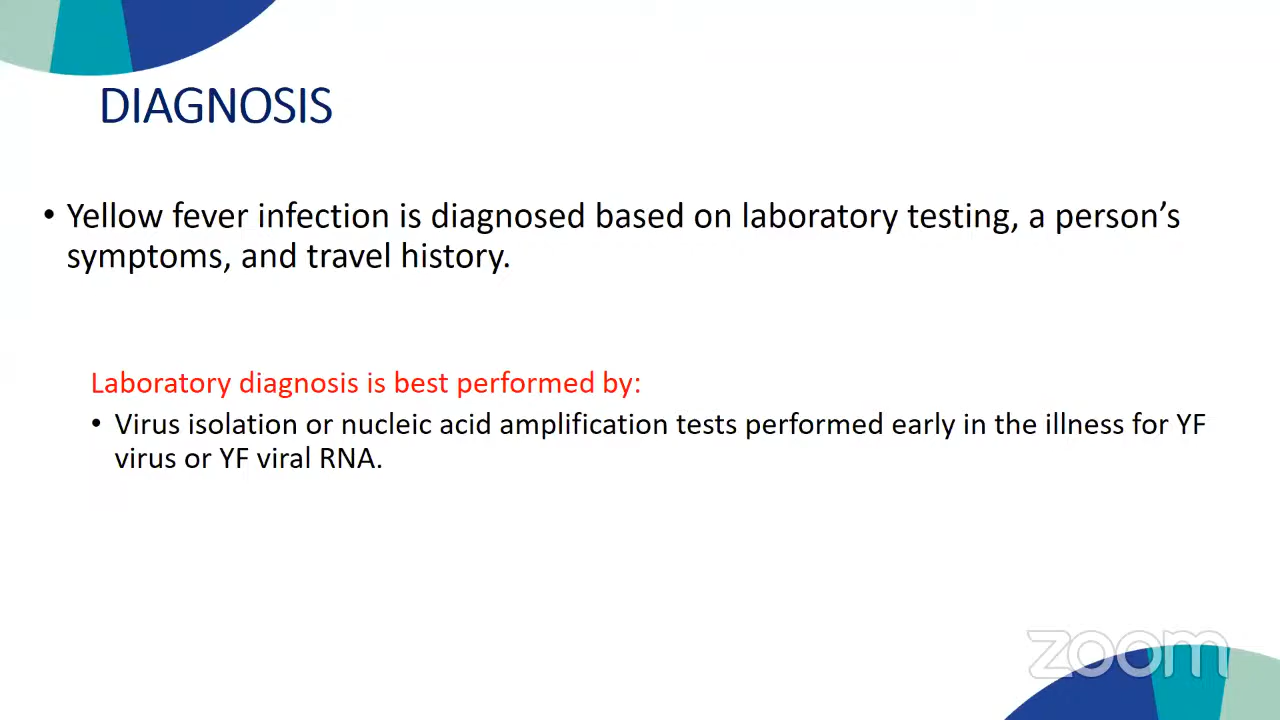 DIAGNOSIS
• Yellow fever infection is diagnosed based on laboratory testing, a person’s
symptoms, and travel history.
Laboratory diagnosis is best performed by:
• Virus isolation or nucleic acid amplification tests performed early in the illness for YF
virus or YF viral RNA.
zoom